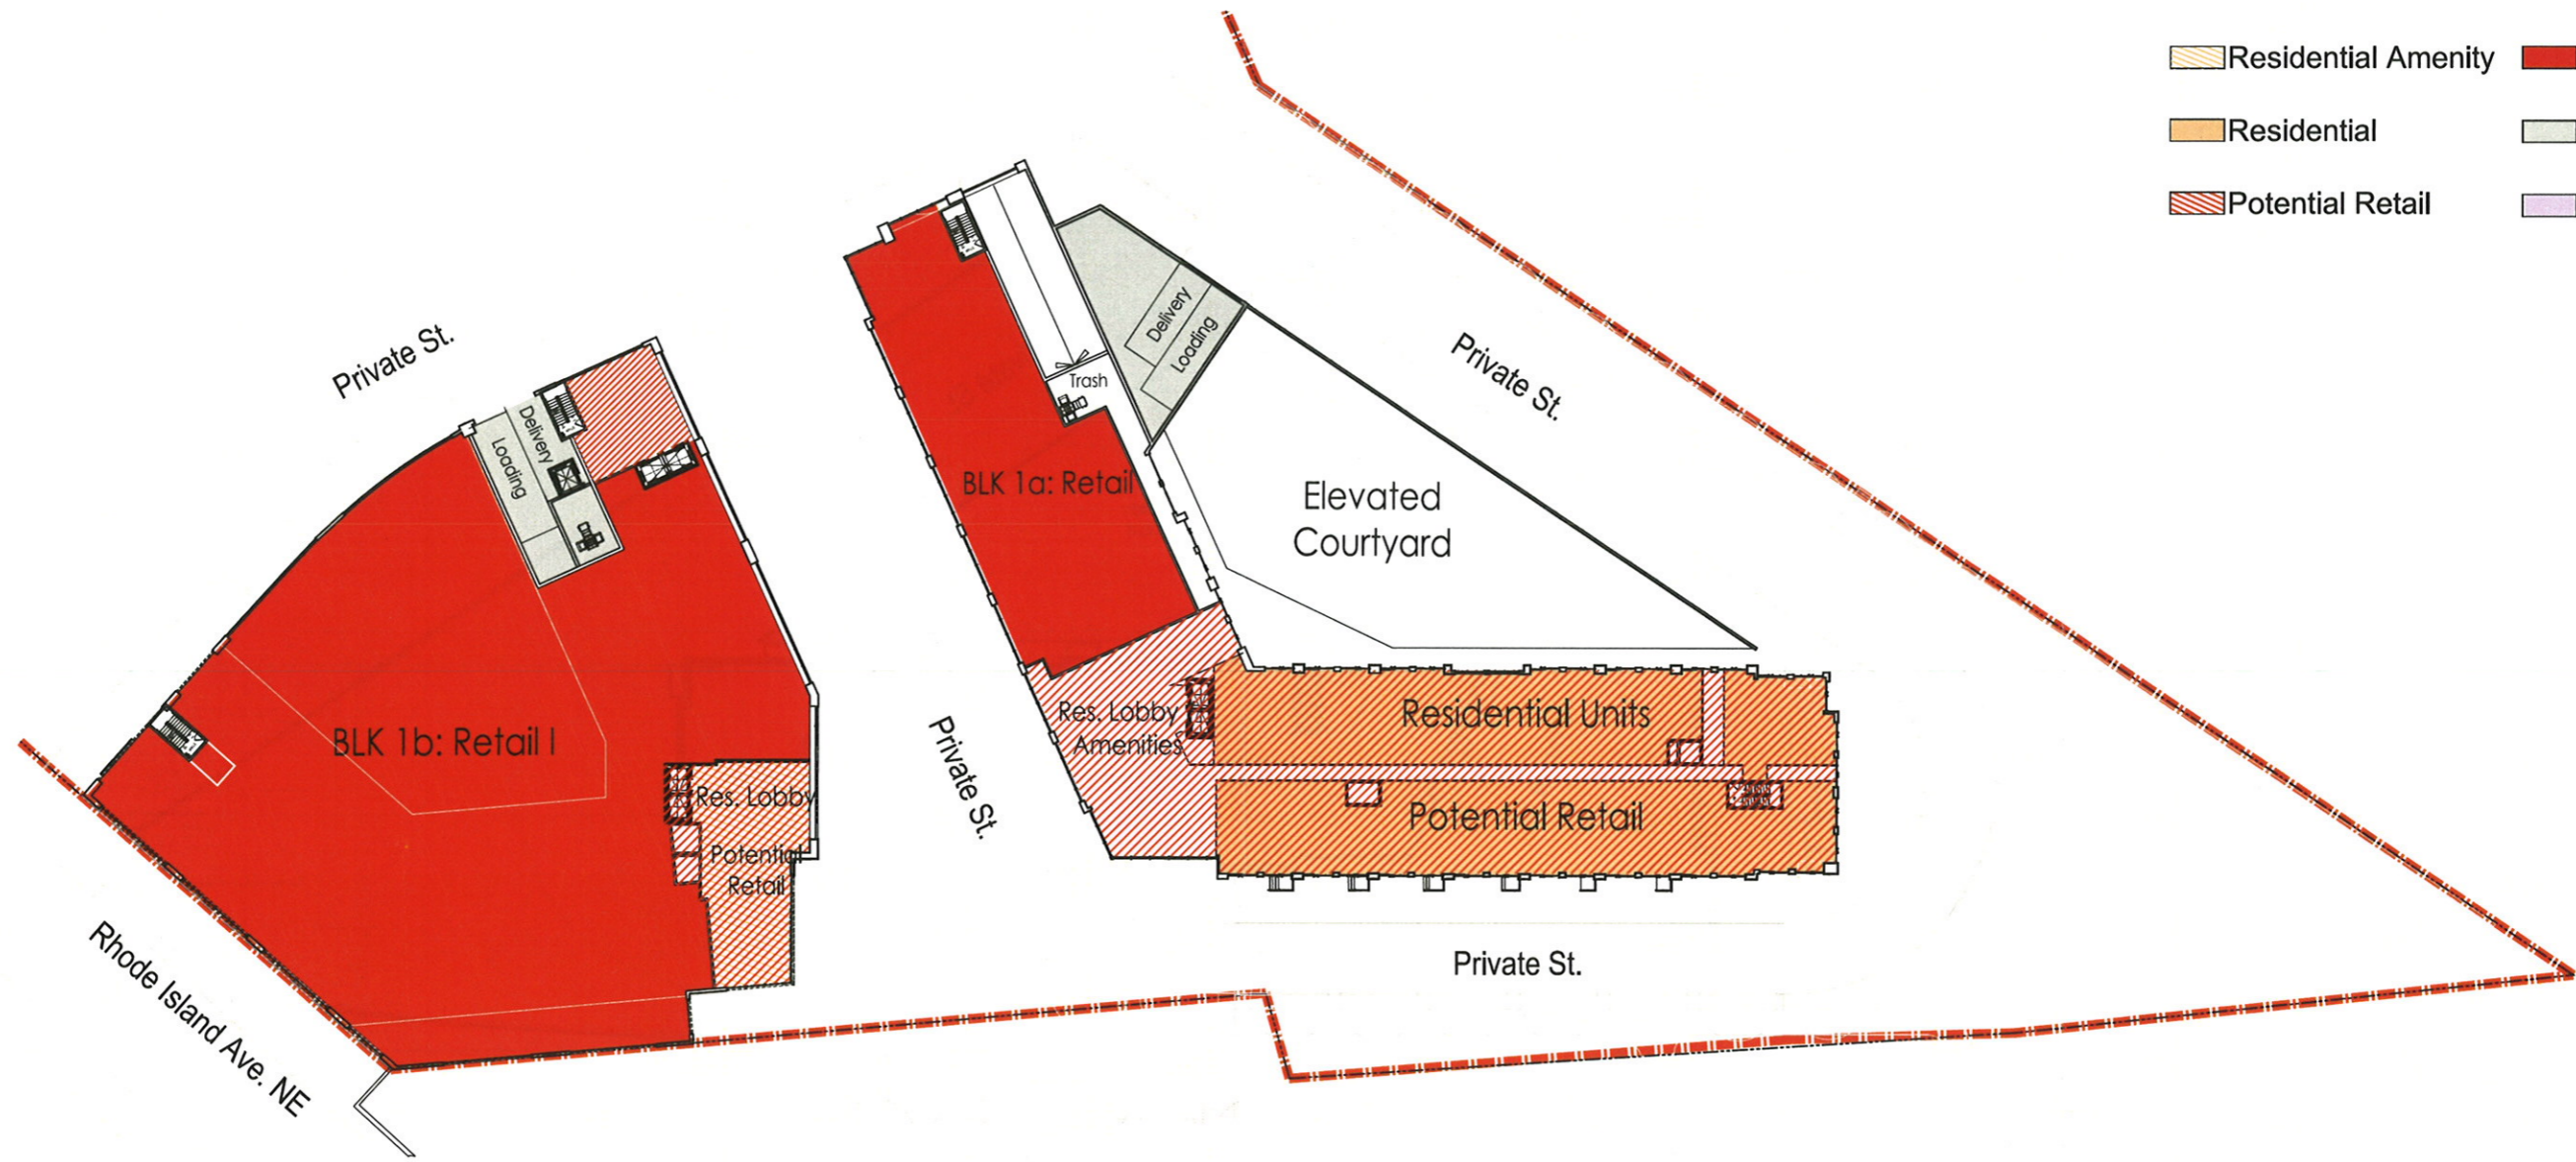 Residential Amenity
Residential
Potential Retail
Private St.
Delivery
Loading
BLK 1b: Retail I
Res. Lobby
Potential
Retail
Rhode Island Ave. NE
Private St.
Trash
BLK 1a: Retail
Delivery
Loading
Elevated
Courtyard
Private St.
Res. Lobby
Amenities
Residential Units
Potential Retail
Private St.